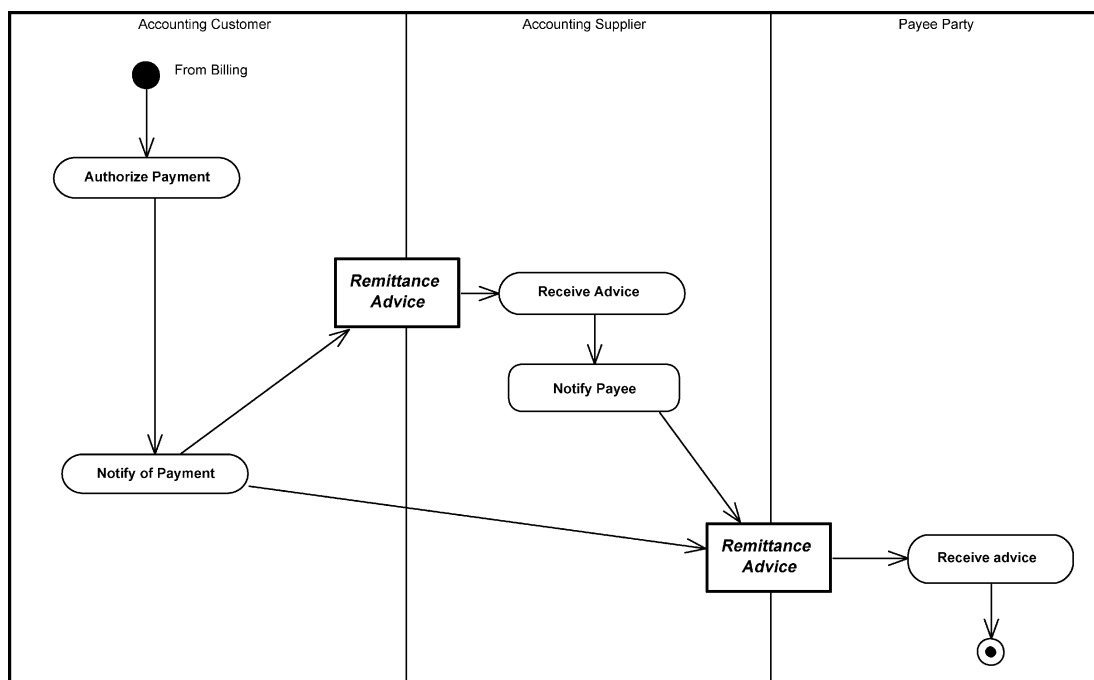 Accounting Customer
Accounting Supplier
Payee Party
From Billing
Authorize Payment
Remittance
Advice
Receive Advice
Notify Payee
Notify of Payment
Remittance
Advice
Receive advice